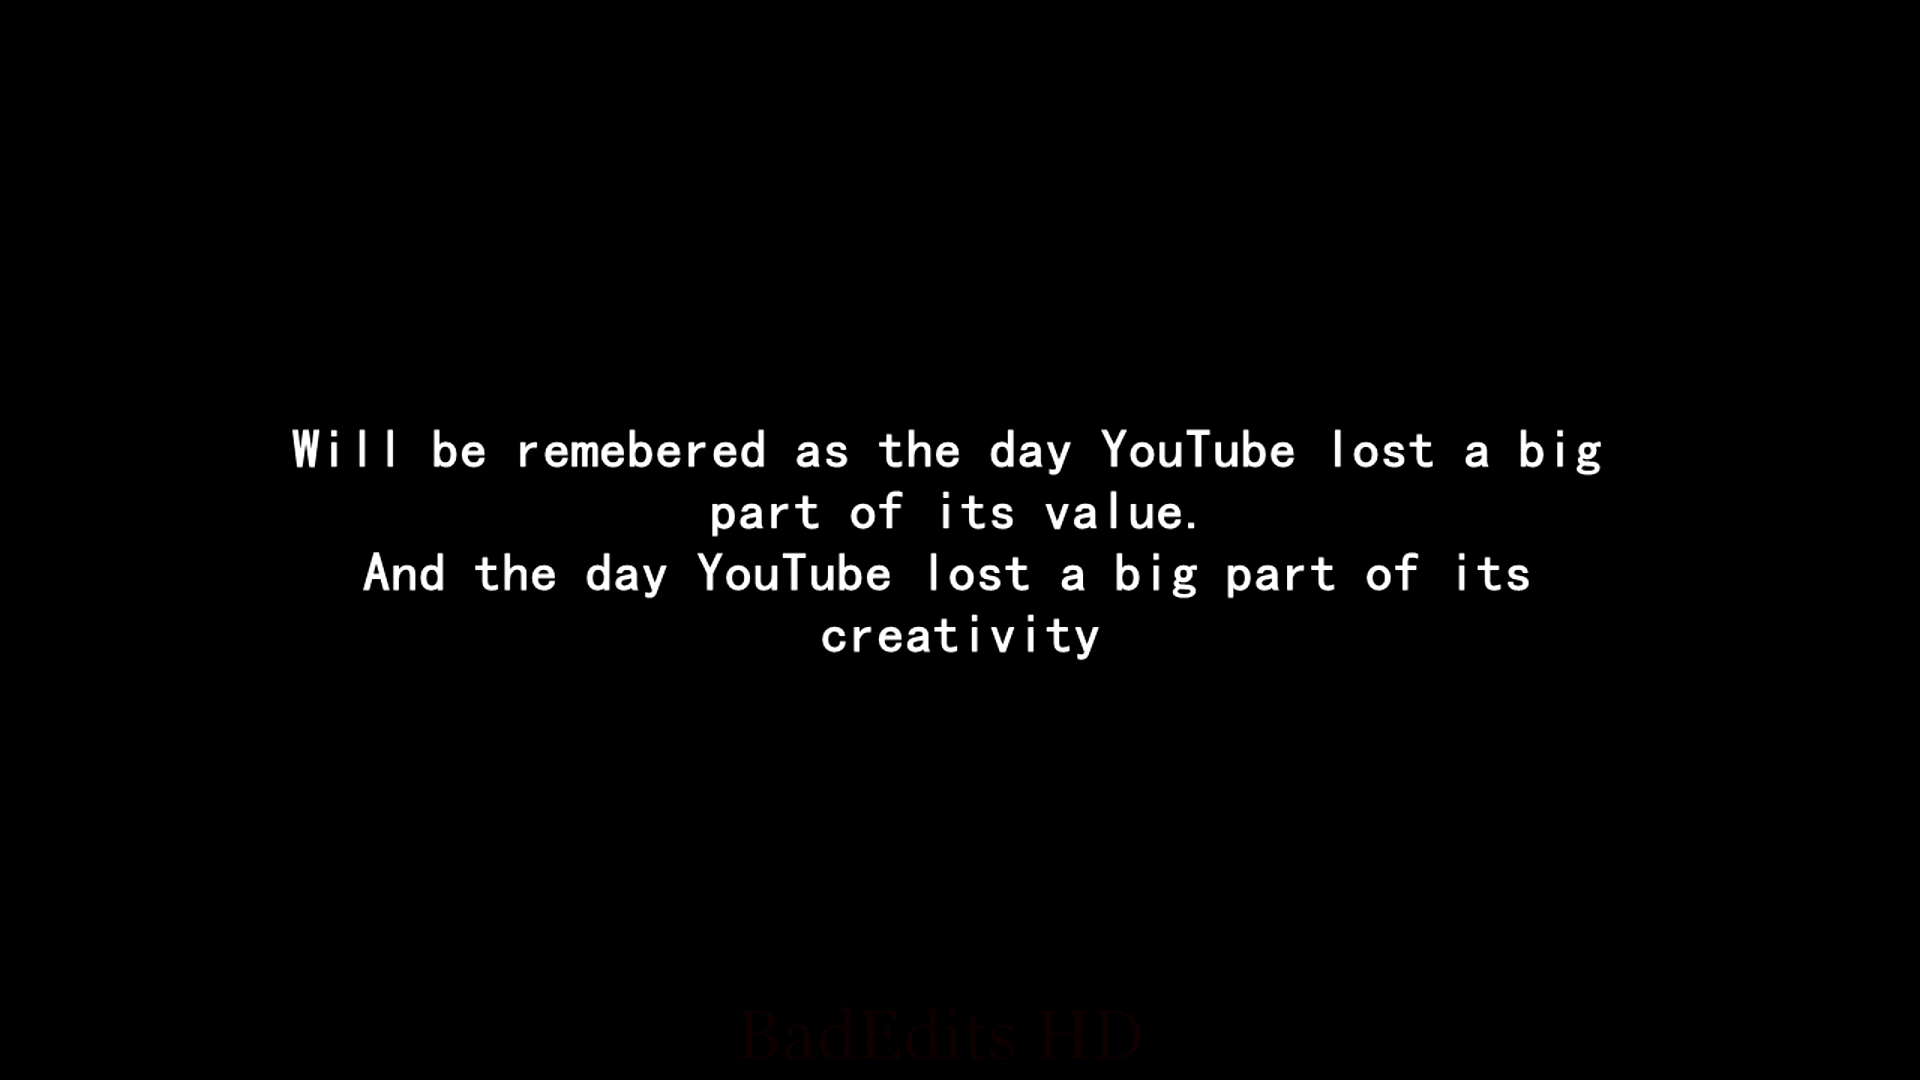 Will be remebered as the day YouTube lost a big
part of its value.
And the day YouTube lost a big part of its
creativity
BadEdits HD